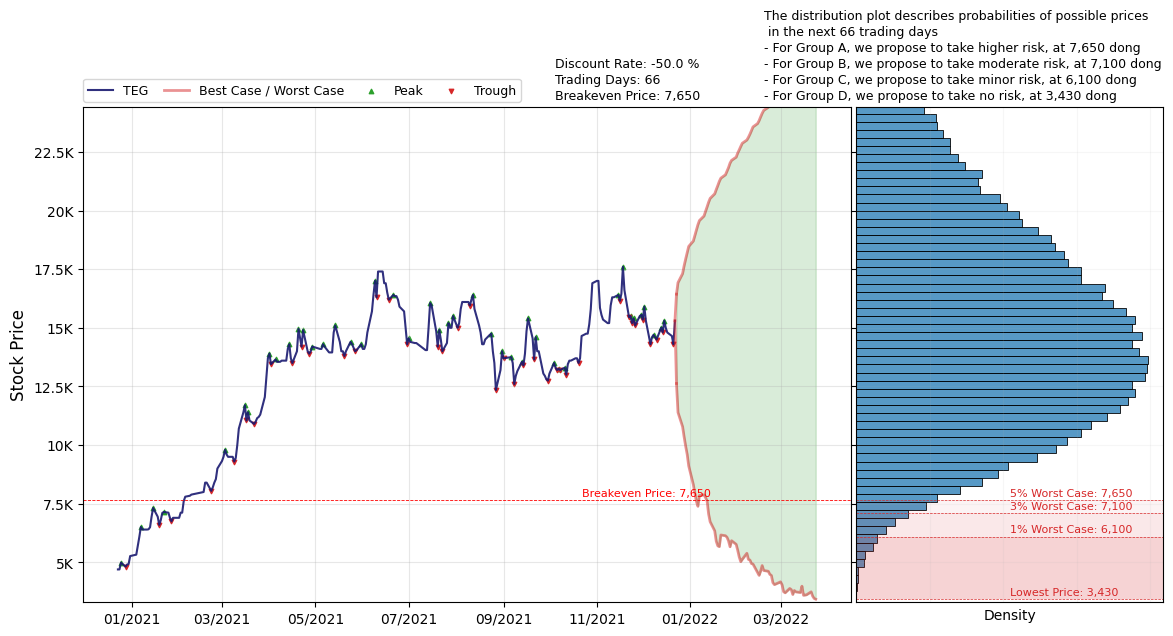 The distribution plot describes probabilities of possible prices
in the next 66 trading days
- For Group A, we propose to take higher risk, at 7,650 dong
- For Group B, we propose to take moderate risk, at 7,100 dong
- For Group C, we propose to take minor risk, at 6,100 dong
- For Group D, we propose to take no risk, at 3,430 dong
Discount Rate: -50.0 %
Trading Days: 66
Breakeven Price: 7,650
TEG
Best Case / Worst Case
Peak
Trough
Stock Price
22.5K
20K
17.5K
15K
12.5K
10K
7.5K
5K
Breakeven Price: 7,650
5% Worst Case: 7,650
3% Worst Case: 7,100
1% Worst Case: 6,100
Lowest Price: 3,430
01/2021
03/2021
05/2021
07/2021
09/2021
11/2021
01/2022
03/2022
Density